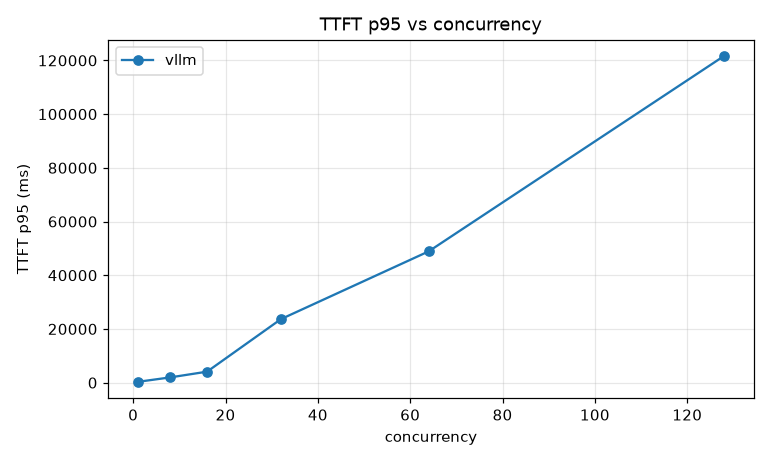 TTFT p95 vs concurrency
vllm
TTFT p95 (ms)
120000
100000
80000
60000
40000
20000
0
0 20 40 60 80 100 120
concurrency